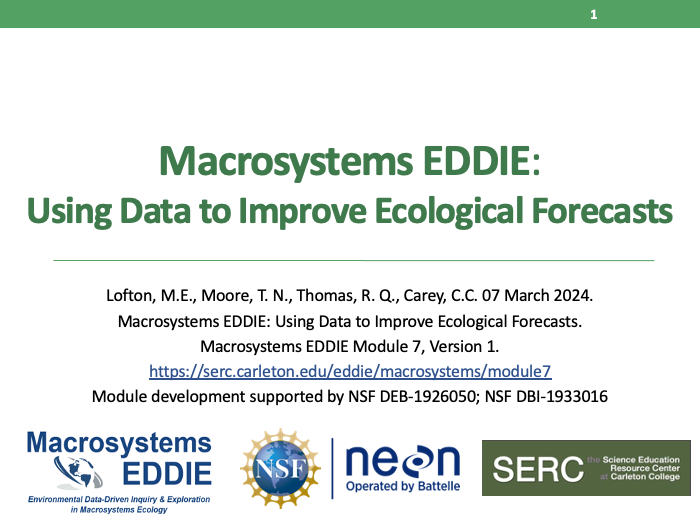 1
Macrosystems EDDIE:
Using Data to Improve Ecological Forecasts
Lofton, M.E., Moore, T. N., Thomas, R. Q., Carey, C.C. 07 March 2024.
Macrosystems EDDIE: Using Data to Improve Ecological Forecasts.
Macrosystems EDDIE Module 7, Version 1.
https://serc.carleton.edu/eddie/macrosystems/module7
Module development supported by NSF DEB-1926050; NSF DBI-1933016
Macrosystems
EDDIE
Environmental Data-Driven Inquiry & Exploration
in Macrosystems Ecology
NSF
neon
Operated by Battelle
SERC
the Science Education
Resource Center
at Carleton College